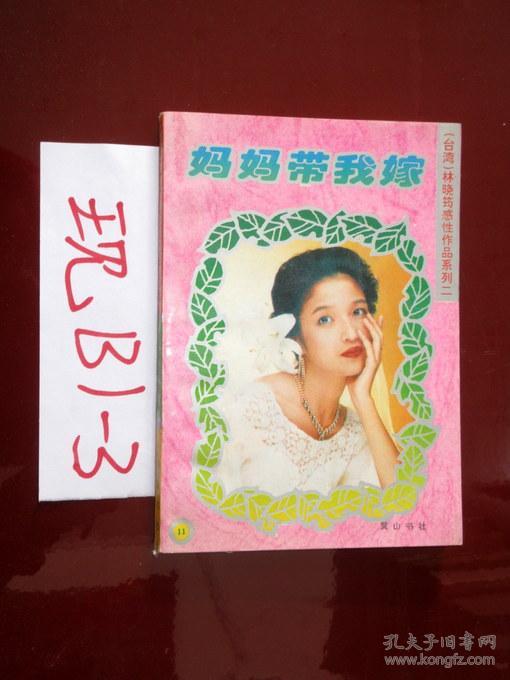 现B1-3
妈妈带我嫁
(台湾)林晓筠感性作品系列二
11
黄山书社
孔夫子旧书网
www.kongfz.com